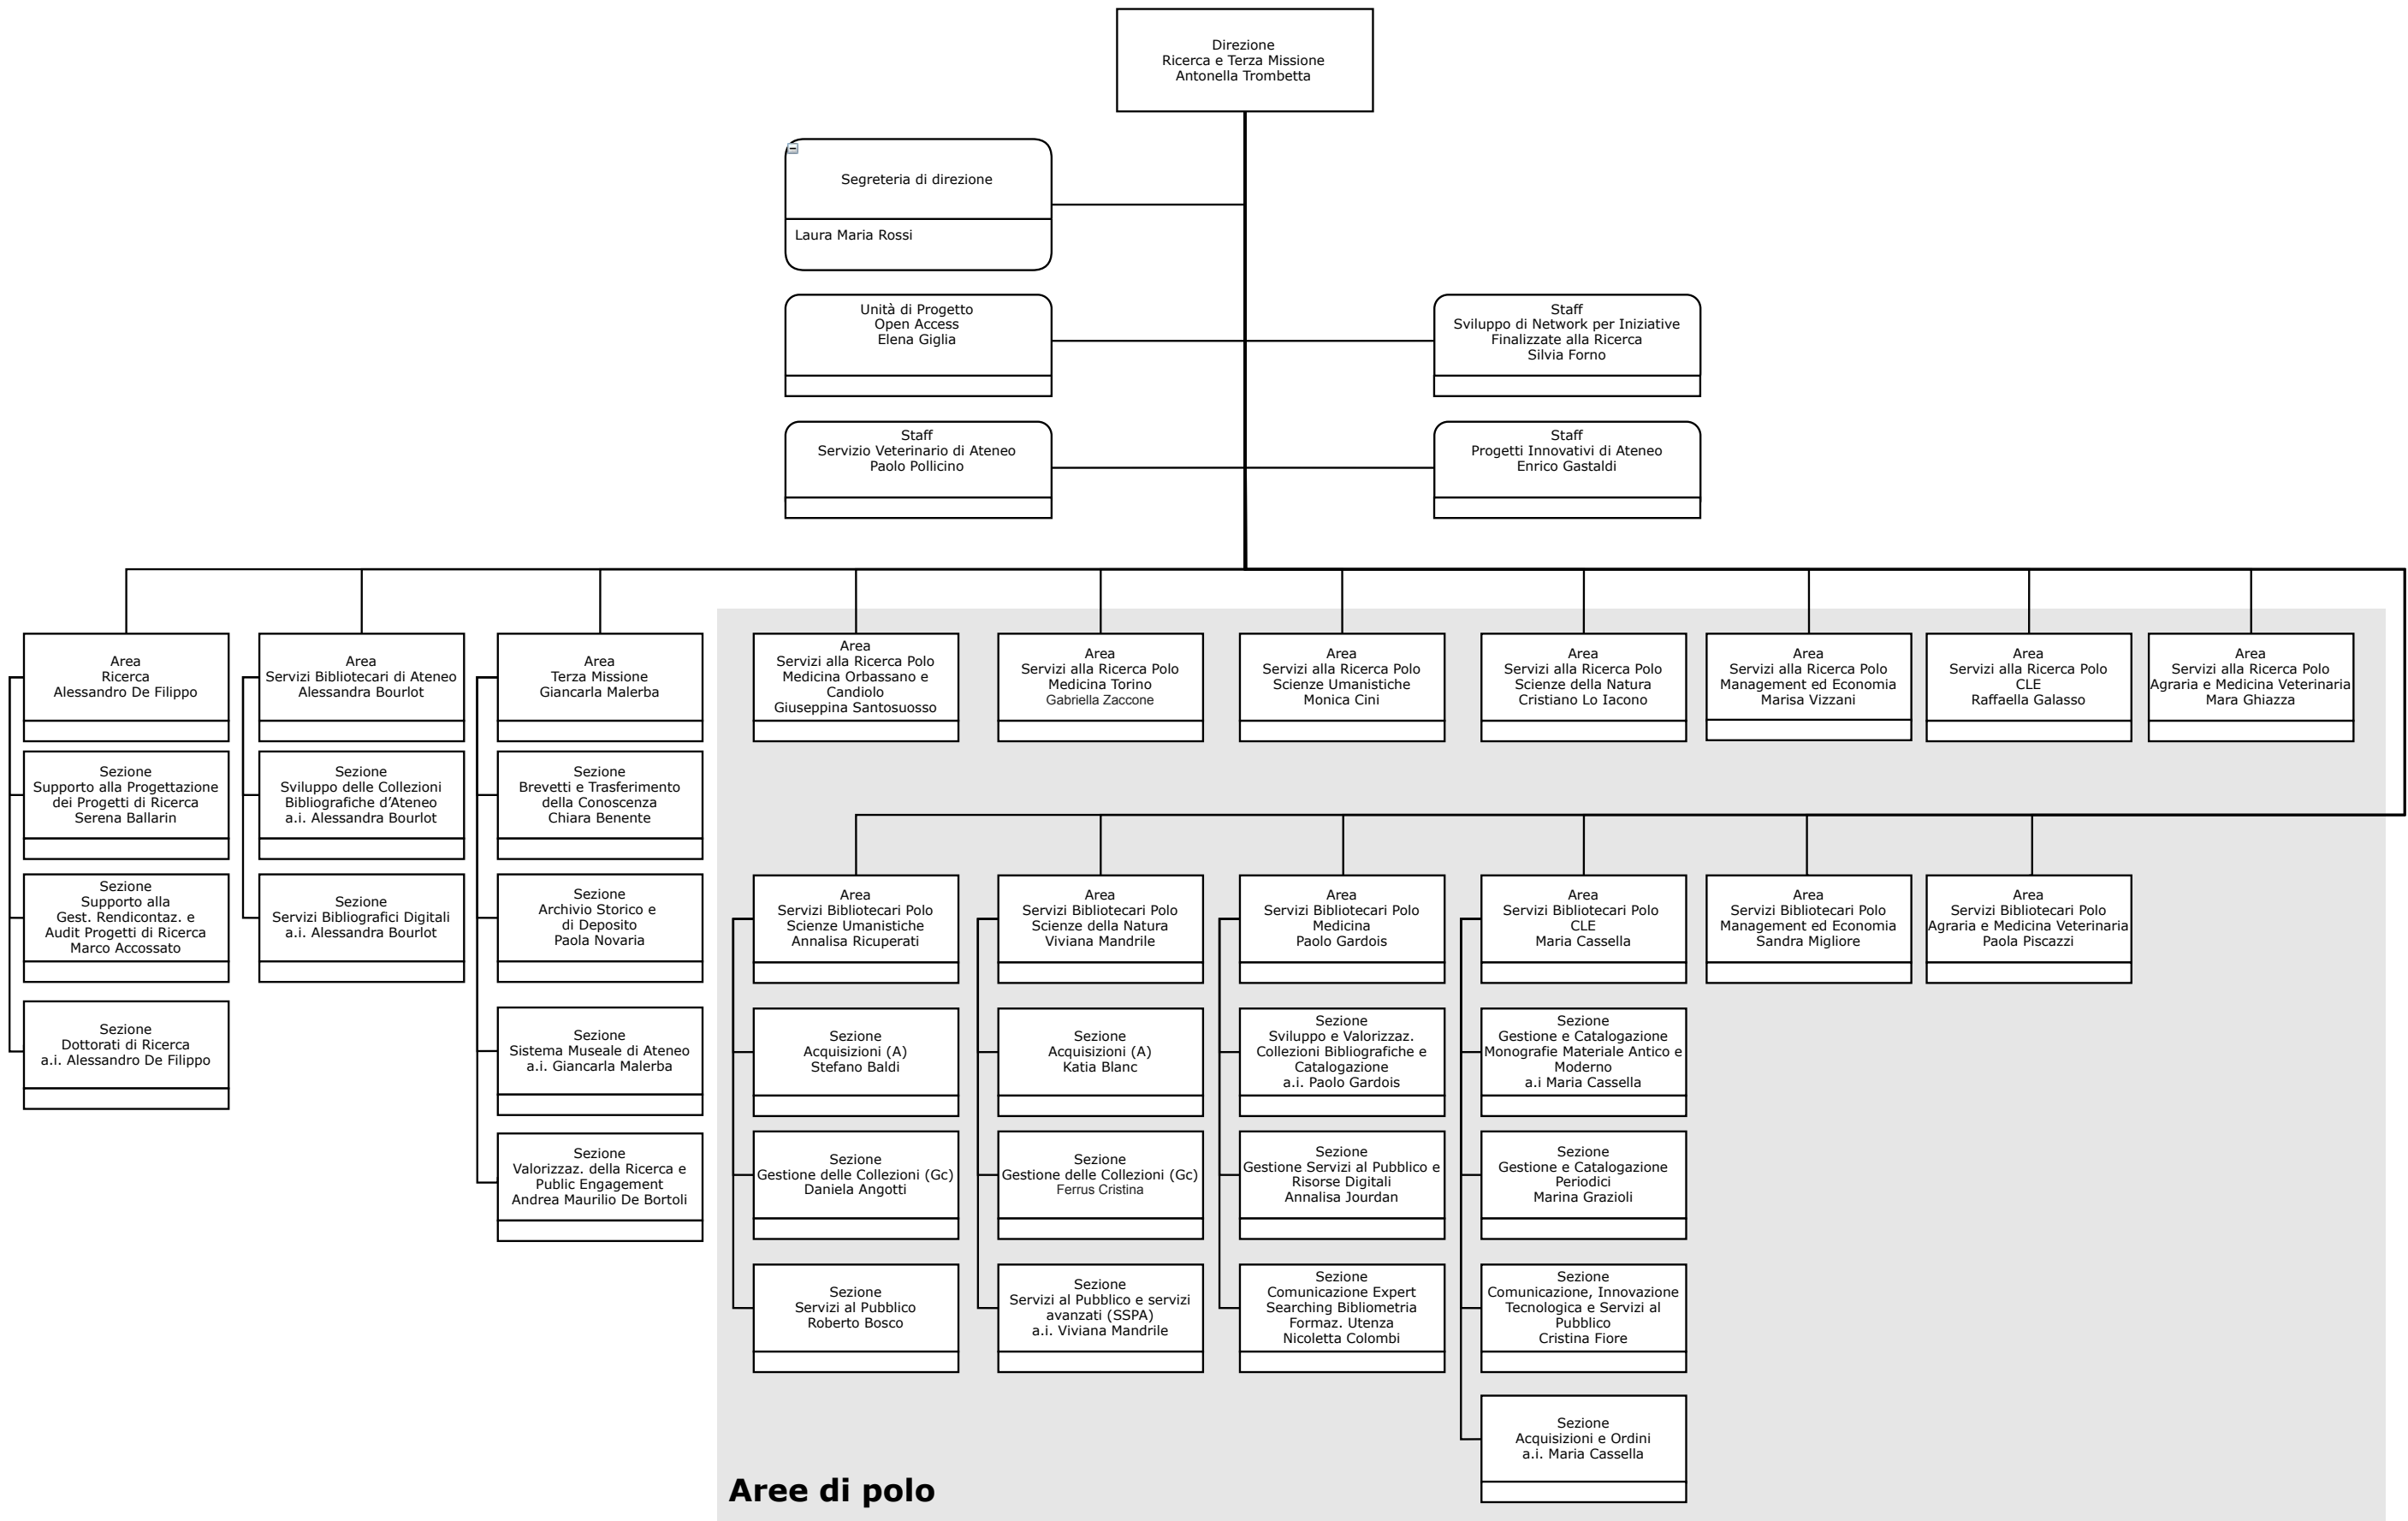 Direzione
Ricerca e Terza Missione
Antonella Trombetta
Segreteria di direzione
Laura Maria Rossi
Unità di Progetto
Open Access
Elena Giglia
Staff
Sviluppo di Network per Iniziative
Finalizzate alla Ricerca
Silvia Forno
Staff
Servizio Veterinario di Ateneo
Paolo Pollicino
Staff
Progetti Innovativi di Ateneo
Enrico Gastaldi
Area
Ricerca
Alessandro De Filippo
Area
Servizi Bibliotecari di Ateneo
Alessandra Bourlot
Area
Terza Missione
Giancarla Malerba
Area
Servizi alla Ricerca Polo
Medicina Orbassano e
Candiolo
Giuseppina Santosuosso
Area
Servizi alla Ricerca Polo
Medicina Torino
Gabriella Zaccone
Area
Servizi alla Ricerca Polo
Scienze Umanistiche
Monica Cini
Area
Servizi alla Ricerca Polo
Scienze della Natura
Cristiano Lo Iacono
Area
Servizi alla Ricerca Polo
Management ed Economia
Marisa Vizzani
Area
Servizi alla Ricerca Polo
CLE
Raffaella Galasso
Area
Servizi alla Ricerca Polo
Agraria e Medicina Veterinaria
Mara Ghiazza
Sezione
Supporto alla Progettazione
dei Progetti di Ricerca
Serena Ballarin
Sezione
Sviluppo delle Collezioni
Bibliografiche d’Ateneo
a.i. Alessandra Bourlot
Sezione
Brevetti e Trasferimento
della Conoscenza
Chiara Benente
Sezione
Supporto alla
Gest. Rendicontaz. e
Audit Progetti di Ricerca
Marco Accossato
Sezione
Servizi Bibliografici Digitali
a.i. Alessandra Bourlot
Sezione
Archivio Storico e
di Deposito
Paola Novaria
Area
Servizi Bibliotecari Polo
Scienze Umanistiche
Annalisa Ricuperati
Area
Servizi Bibliotecari Polo
Scienze della Natura
Viviana Mandrile
Area
Servizi Bibliotecari Polo
Medicina
Paolo Gardois
Area
Servizi Bibliotecari Polo
CLE
Maria Cassella
Area
Servizi Bibliotecari Polo
Management ed Economia
Sandra Migliore
Area
Servizi Bibliotecari Polo
Agraria e Medicina Veterinaria
Paola Piscazzi
Sezione
Dottorati di Ricerca
a.i. Alessandro De Filippo
Sezione
Sistema Museale di Ateneo
a.i. Giancarla Malerba
Sezione
Acquisizioni (A)
Stefano Baldi
Sezione
Acquisizioni (A)
Katia Blanc
Sezione
Sviluppo e Valorizzaz.
Collezioni Bibliografiche e
Catalogazione
a.i. Paolo Gardois
Sezione
Gestione e Catalogazione
Monografie Materiale Antico e
Moderno
a.i Maria Cassella
Sezione
Valorizzaz. della Ricerca e
Public Engagement
Andrea Maurilio De Bortoli
Sezione
Gestione delle Collezioni (Gc)
Daniela Angotti
Sezione
Gestione delle Collezioni (Gc)
Ferrus Cristina
Sezione
Gestione Servizi al Pubblico e
Risorse Digitali
Annalisa Jourdan
Sezione
Gestione e Catalogazione
Periodici
Marina Grazioli
Sezione
Servizi al Pubblico
Roberto Bosco
Sezione
Servizi al Pubblico e servizi
avanzati (SSPA)
a.i. Viviana Mandrile
Sezione
Comunicazione Expert
Searching Bibliometria
Formaz. Utenza
Nicoletta Colombi
Sezione
Comunicazione, Innovazione
Tecnologica e Servizi al
Pubblico
Cristina Fiore
Sezione
Acquisizioni e Ordini
a.i. Maria Cassella
Aree di polo